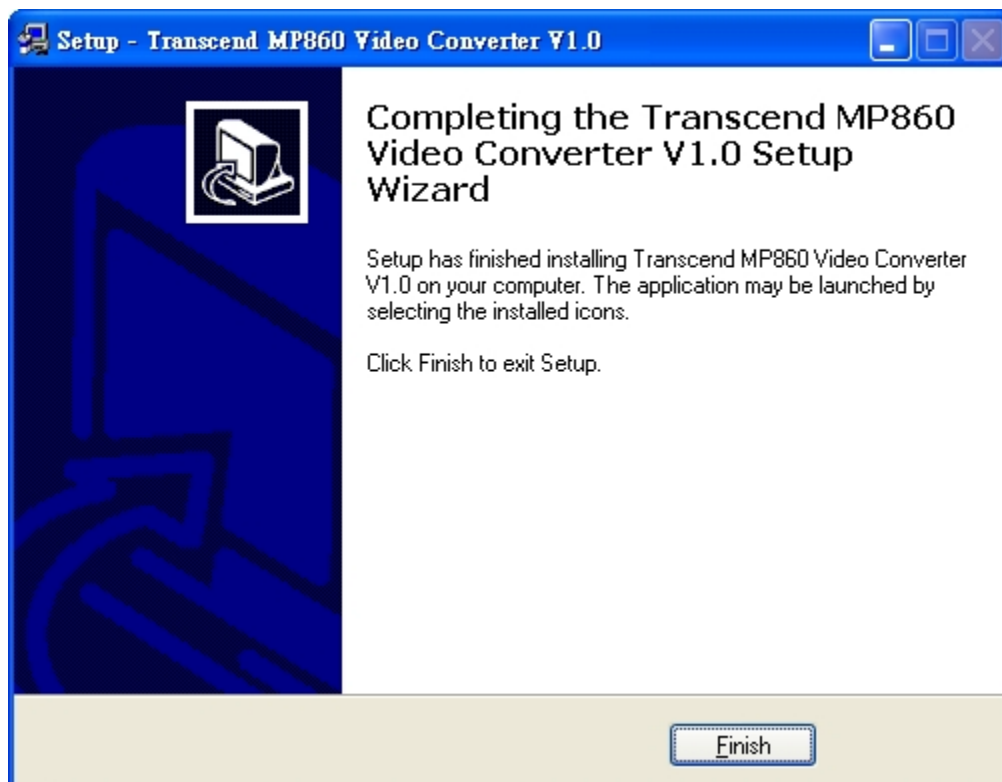 Setup - Transcend MP860 Video Converter V1.0
Completing the Transcend MP860
Video Converter V1.0 Setup
Wizard
Setup has finished installing Transcend MP860 Video Converter
V1.0 on your computer. The application may be launched by
selecting the installed icons.
Click Finish to exit Setup.
Finish